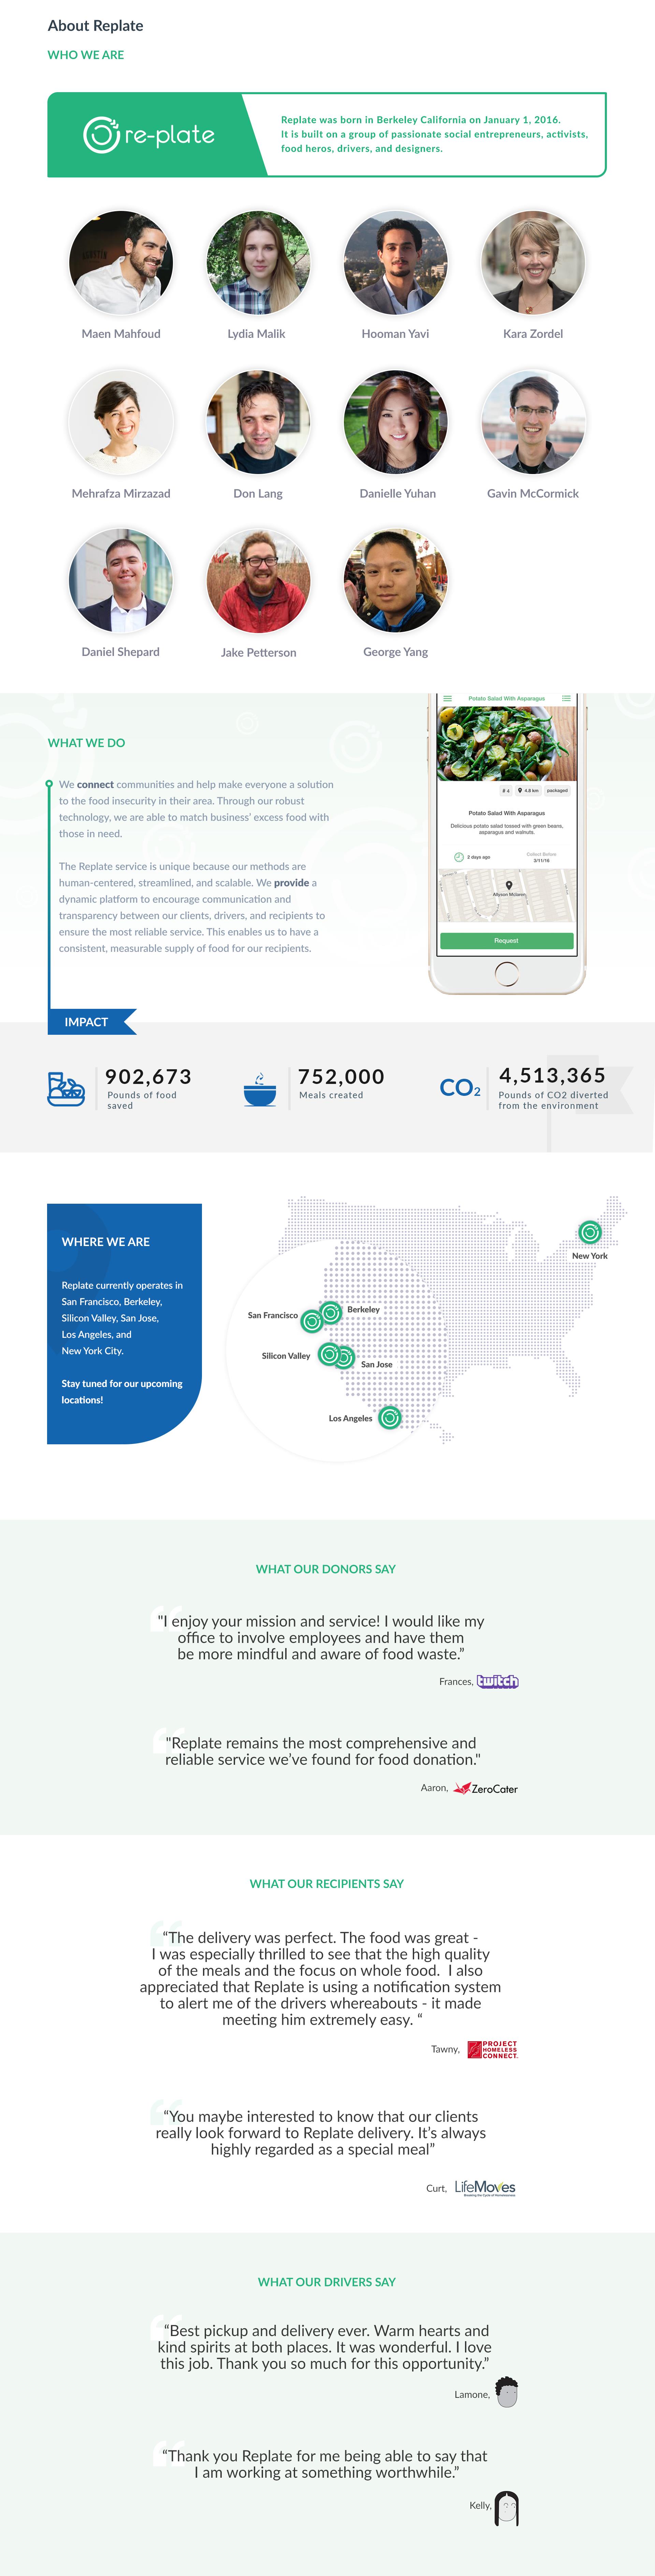 About Replate
WHO WE ARE
re-plate
Replate was born in Berkeley California on January 1, 2016.
It is built on a group of passionate social entrepreneurs, activists,
food heros, drivers, and designers.
Maen Mahfoud
Lydia Malik
Hooman Yavi
Kara Zordel
Mehrafza Mirzazad
Don Lang
Danielle Yuhan
Gavin McCormick
Daniel Shepard
Jake Petterson
George Yang
WHAT WE DO
We connect communities and help make everyone a solution
to the food insecurity in their area. Through our robust
technology, we are able to match business' excess food with
those in need.
The Replate service is unique because our methods are
human-centered, streamlined, and scalable. We provide a
dynamic platform to encourage communication and
transparency between our clients, drivers, and recipients to
ensure the most reliable service. This enables us to have a
consistent, measurable supply of food for our recipients.
Potato Salad With Asparagus
4.8 km
packaged
Potato Salad With Asparagus
Delicious potato salad tossed with green beans,
asparagus and walnuts.
2 days ago
Collect Before
3/11/16
Allyson McLaren
Request
IMPACT
902,673
Pounds of food
saved
752,000
Meals created
CO2
4,513,365
Pounds of CO2 diverted
from the environment
WHERE WE ARE
Replate currently operates in
San Francisco, Berkeley,
Silicon Valley, San Jose,
Los Angeles, and
New York City.
Stay tuned for our upcoming
locations!
New York
San Francisco
Berkeley
Silicon Valley
San Jose
Los Angeles
WHAT OUR DONORS SAY
"I enjoy your mission and service! I would like my
office to involve employees and have them
be more mindful and aware of food waste.”
Frances, twitch
"Replate remains the most comprehensive and
reliable service we’ve found for food donation."
Aaron, ZeroCater
WHAT OUR RECIPIENTS SAY
“The delivery was perfect. The food was great -
I was especially thrilled to see that the high quality
of the meals and the focus on whole food.  I also
appreciated that Replate is using a notification system
to alert me of the drivers whereabouts - it made
meeting him extremely easy. “
Tawny,
PROJECT
HOMELESS
CONNECT.
“You maybe interested to know that our clients
really look forward to Replate delivery. It’s always
highly regarded as a special meal”
Curt, LifeMoves
Breaking the Cycle of Homelessness
WHAT OUR DRIVERS SAY
“Best pickup and delivery ever. Warm hearts and
kind spirits at both places. It was wonderful. I love
this job. Thank you so much for this opportunity.”
Lamone,
“Thank you Replate for me being able to say that
I am working at something worthwhile.”
Kelly,